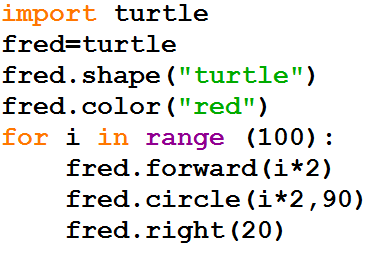 import turtle
fred=turtle
fred.shape("turtle")
fred.color("red")
for i in range (100):
    fred.forward(i*2)
    fred.circle(i*2,90)
    fred.right(20)